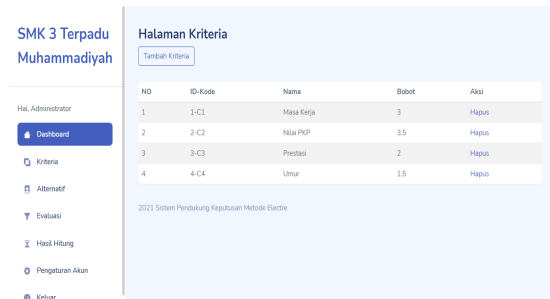 SMK 3 Terpadu
Muhammadiyah
Hai, Administrator
Dashboard
Kriteria
Alternatif
Evaluasi
Hasil Hitung
Pengaturan Akun
Keluar
Halaman Kriteria
Tambah Kriteria
NO ID-Kode Nama Bobot Aksi
1 1-C1 Masa Kerja 3 Hapus
2 2-C2 Nilai PKP 3.5 Hapus
3 3-C3 Prestasi 2 Hapus
4 4-C4 Umur 1.5 Hapus
2021 Sistem Pendukung Keputusan Metode Electre